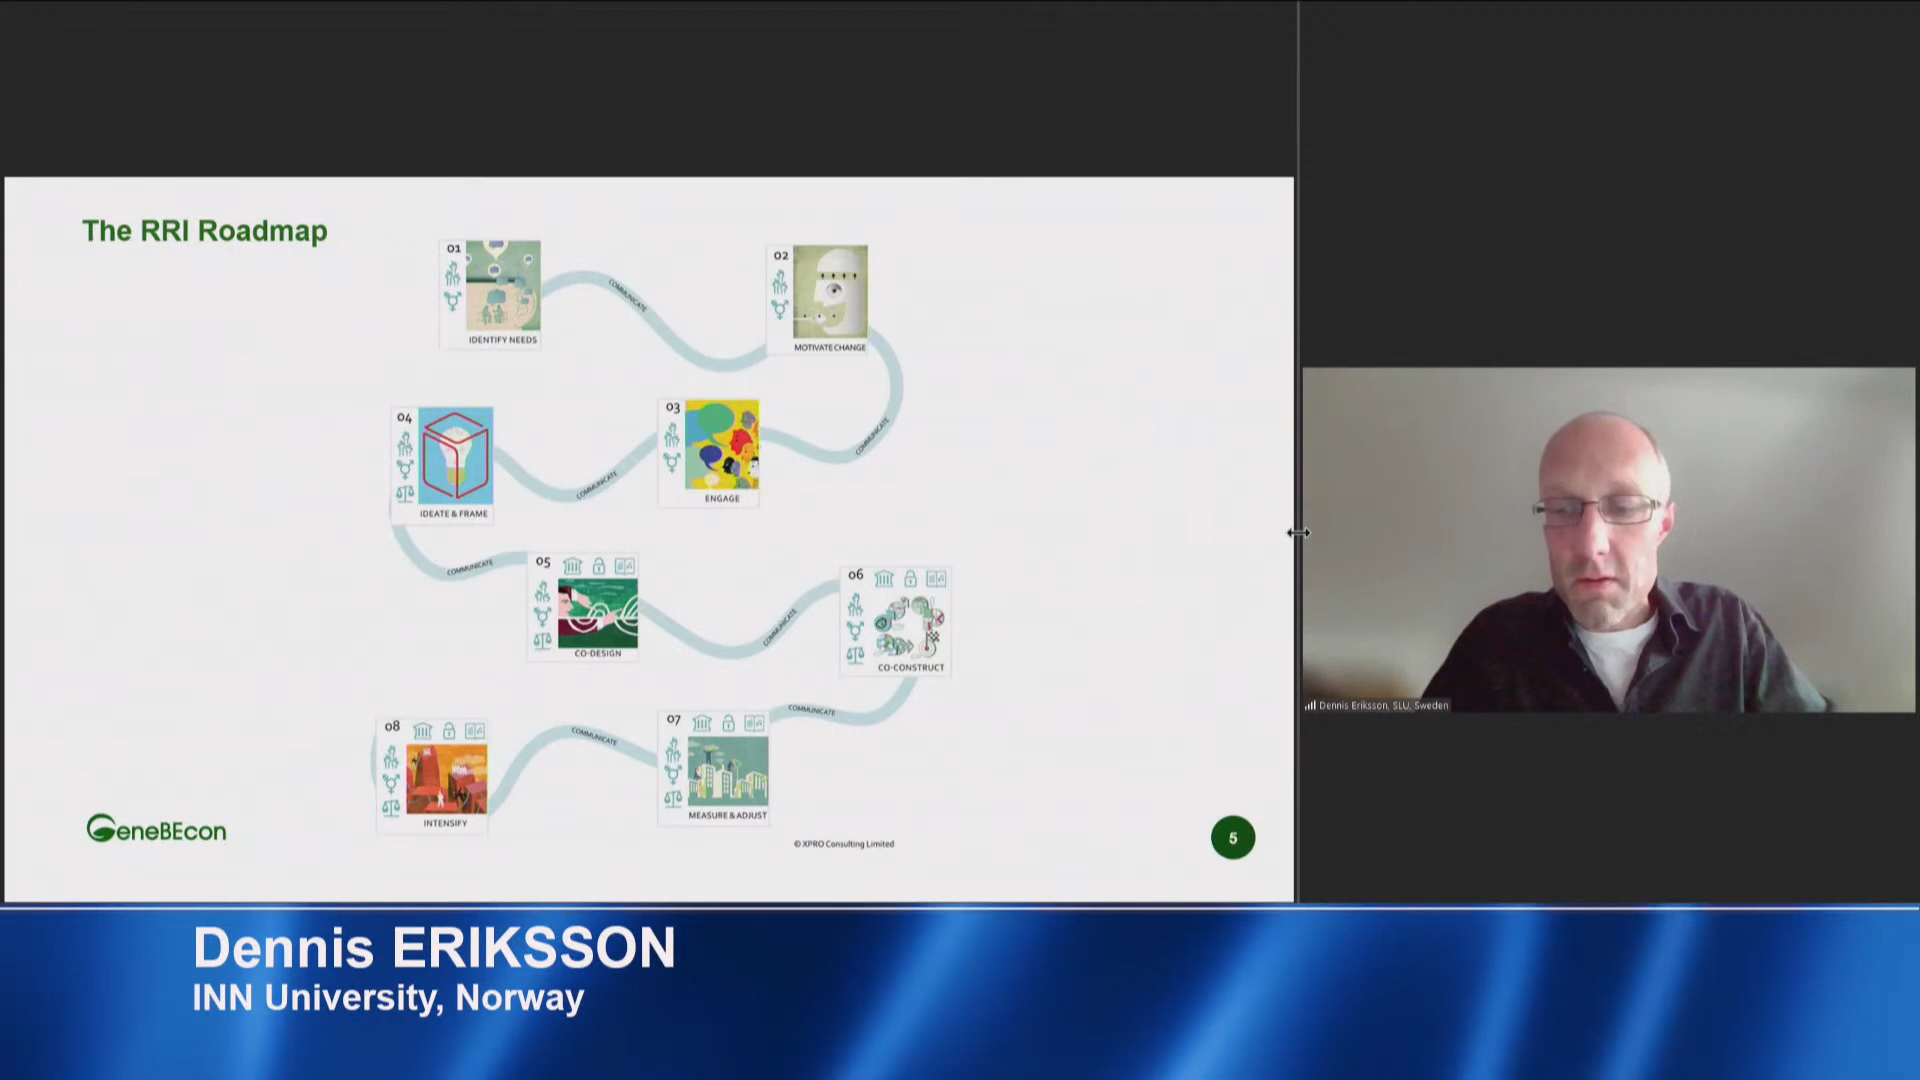 The RRI Roadmap
01
IDENTIFY NEEDS
COMMUNICATE
02
MOTIVATE CHANGE
COMMUNICATE
03
ENGAGE
COMMUNICATE
04
IDEATE & FRAME
COMMUNICATE
05
CO-DESIGN
COMMUNICATE
06
CO-CONSTRUCT
COMMUNICATE
07
MEASURE & ADJUST
COMMUNICATE
08
INTENSIFY
GeneBEcon
© XPRO Consulting Limited
5
Dennis Eriksson, SLU, Sweden
Dennis ERIKSSON
INN University, Norway